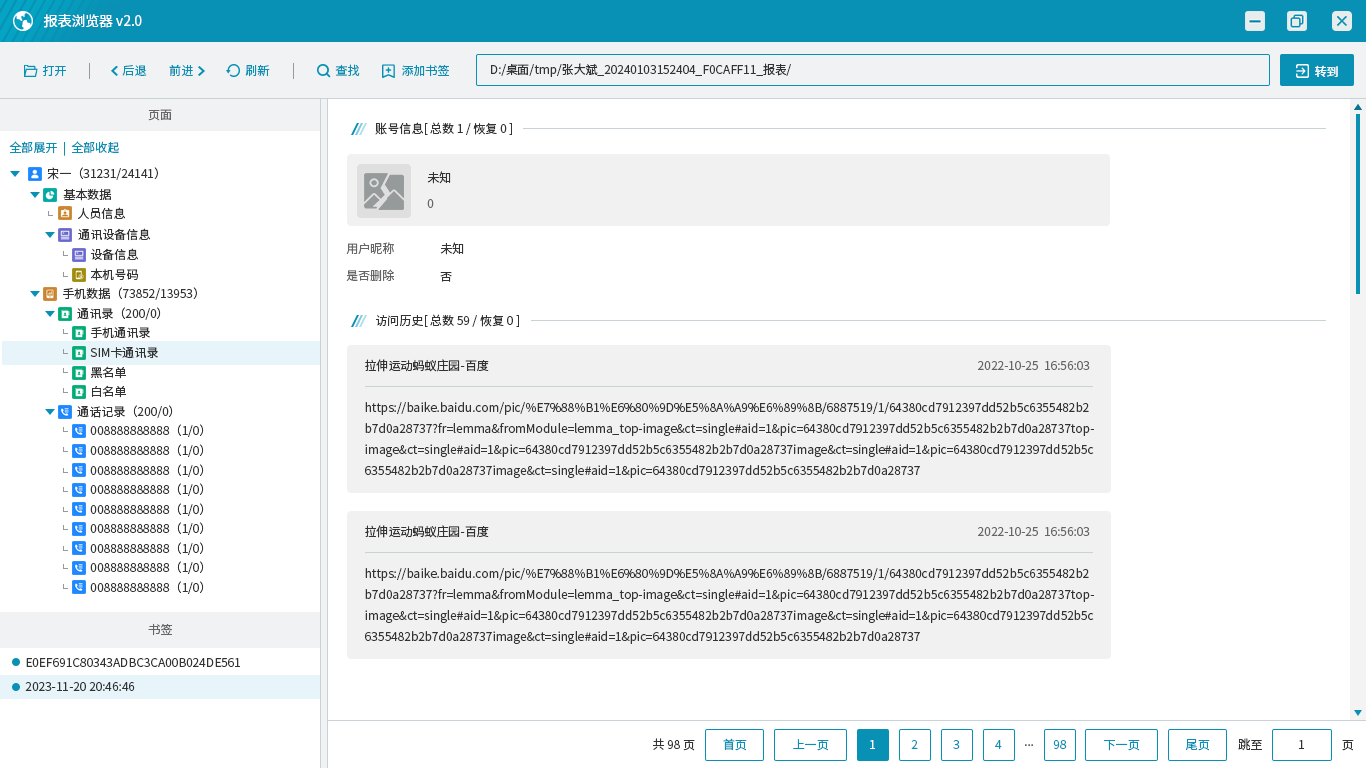 报表浏览器 v2.0
打开 后退 前进 刷新 查找 添加书签 D:/桌面/tmp/张大斌_20240103152404_F0CAFF11_报表/ 转到
页面
全部展开 | 全部收起
宋一（31231/24141）
基本数据
人员信息
通讯设备信息
设备信息
本机号码
手机数据（73852/13953）
通讯录（200/0）
手机通讯录
SIM卡通讯录
黑名单
白名单
通话记录（200/0）
008888888888（1/0）
008888888888（1/0）
008888888888（1/0）
008888888888（1/0）
008888888888（1/0）
008888888888（1/0）
008888888888（1/0）
008888888888（1/0）
008888888888（1/0）
书签
E0EF691C80343ADBC3CA00B024DE561
2023-11-20 20:46:46
账号信息[ 总数 1 / 恢复 0 ]
未知
0
用户昵称 未知
是否删除 否
访问历史[ 总数 59 / 恢复 0 ]
拉伸运动蚂蚁庄园-百度 2022-10-25 16:56:03
https://baike.baidu.com/pic/%E7%88%B1%E6%80%9D%E5%8A%A9%E6%89%8B/6887519/1/64380cd7912397dd52b5c6355482b2
b7d0a28737?fr=lemma&fromModule=lemma_top-image&ct=single#aid=1&pic=64380cd7912397dd52b5c6355482b2b7d0a28737top-
image&ct=single#aid=1&pic=64380cd7912397dd52b5c6355482b2b7d0a28737image&ct=single#aid=1&pic=64380cd7912397dd52b5c
6355482b2b7d0a28737image&ct=single#aid=1&pic=64380cd7912397dd52b5c6355482b2b7d0a28737
拉伸运动蚂蚁庄园-百度 2022-10-25 16:56:03
https://baike.baidu.com/pic/%E7%88%B1%E6%80%9D%E5%8A%A9%E6%89%8B/6887519/1/64380cd7912397dd52b5c6355482b2
b7d0a28737?fr=lemma&fromModule=lemma_top-image&ct=single#aid=1&pic=64380cd7912397dd52b5c6355482b2b7d0a28737top-
image&ct=single#aid=1&pic=64380cd7912397dd52b5c6355482b2b7d0a28737image&ct=single#aid=1&pic=64380cd7912397dd52b5c
6355482b2b7d0a28737image&ct=single#aid=1&pic=64380cd7912397dd52b5c6355482b2b7d0a28737
共 98 页 首页 上一页 1 2 3 4 ··· 98 下一页 尾页 跳至 1 页